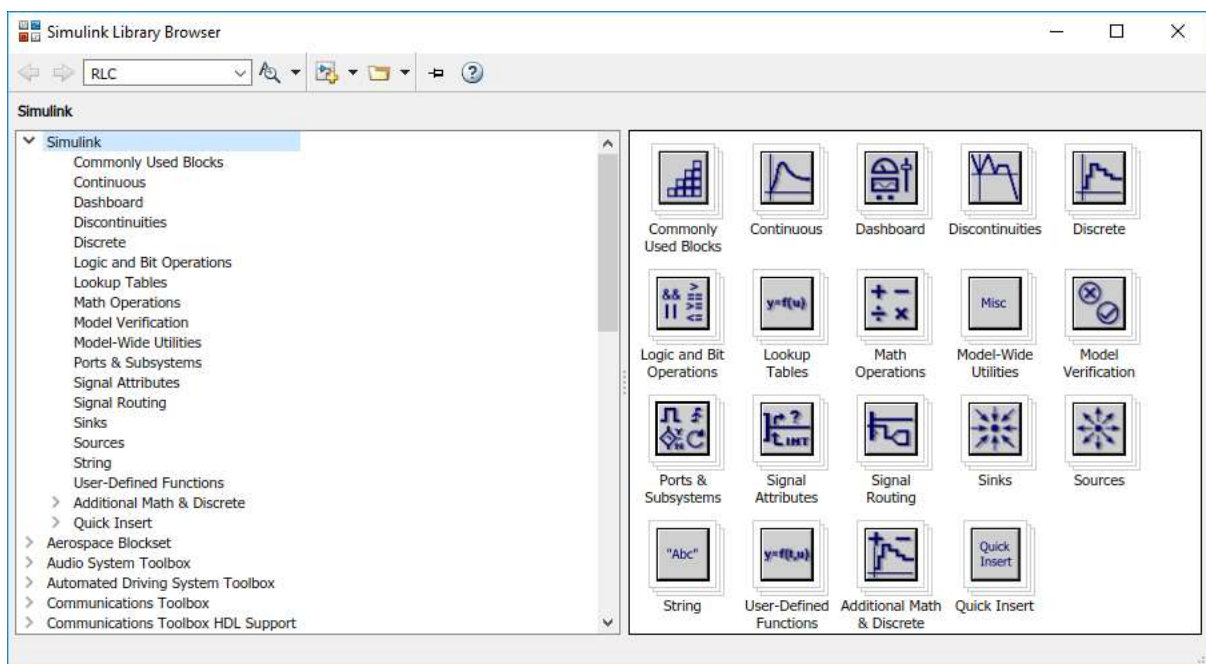 Simulink Library Browser
RLC
Simulink
Simulink
Commonly Used Blocks
Continuous
Dashboard
Discontinuities
Discrete
Logic and Bit Operations
Lookup Tables
Math Operations
Model Verification
Model-Wide Utilities
Ports & Subsystems
Signal Attributes
Signal Routing
Sinks
Sources
String
User-Defined Functions
Additional Math & Discrete
Quick Insert
Aerospace Blockset
Audio System Toolbox
Automated Driving System Toolbox
Communications Toolbox
Communications Toolbox HDL Support
Commonly
Used Blocks
Continuous
Dashboard
Discontinuities
Discrete
&& > ==
|| >= <=
Logic and Bit
Operations
y=f(u)
Lookup
Tables
+ −
÷ ×
Math
Operations
Misc
Model-Wide
Utilities
Model
Verification
Ports &
Subsystems
?
INT
Signal
Attributes
Signal
Routing
Sinks
Sources
"Abc"
String
y=f(t,u)
User-Defined
Functions
+ −
Additional Math
& Discrete
Quick
Insert
Quick Insert